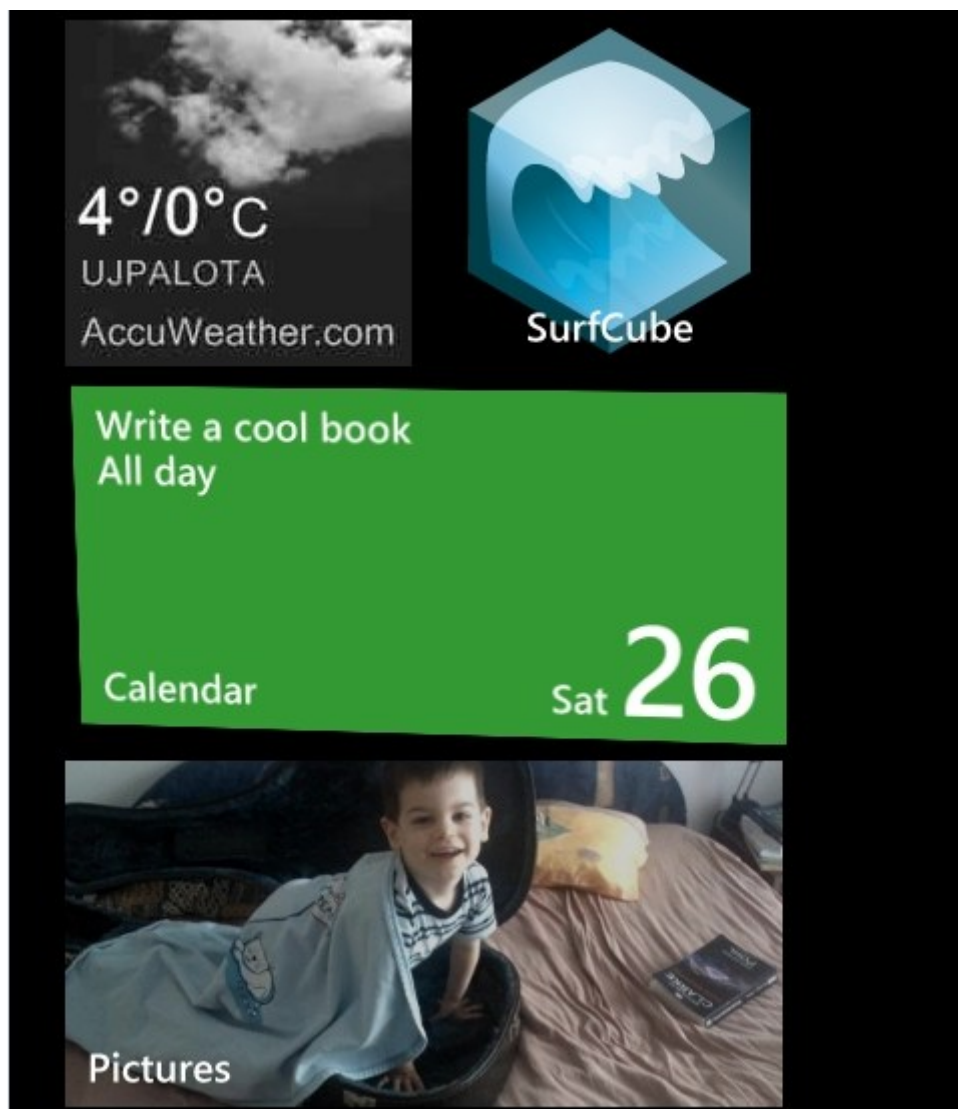 4°/0°C
UJPALOTA
AccuWeather.com
SurfCube
Write a cool book
All day
Calendar
Sat 26
Pictures